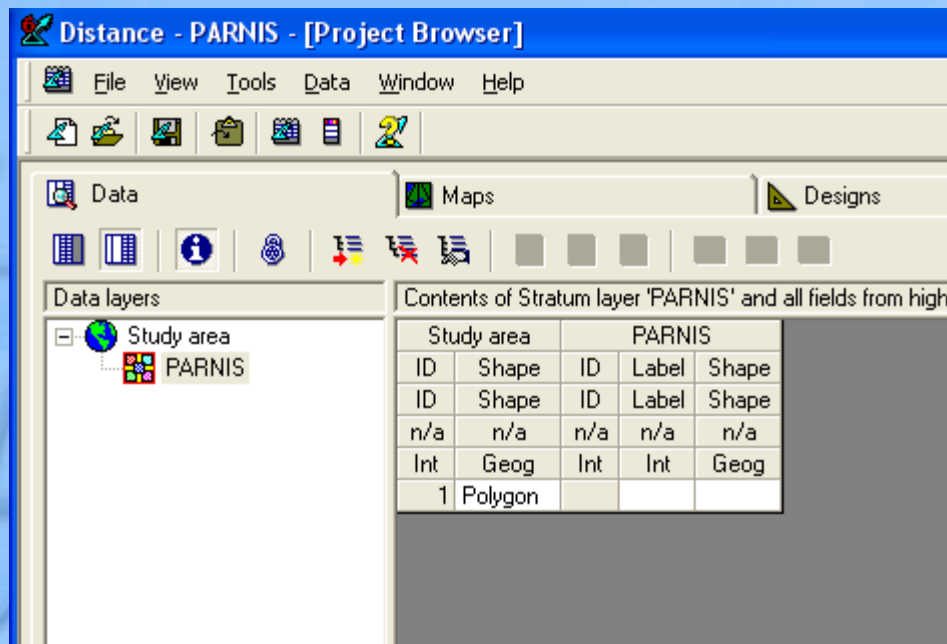 Distance - PARNIS - [Project Browser]
File View Tools Data Window Help
Data Maps Designs
Data layers
Contents of Stratum layer 'PARNIS' and all fields from high
Study area
PARNIS
Study area PARNIS
ID Shape ID Label Shape
ID Shape ID Label Shape
n/a n/a n/a n/a n/a
Int Geog Int Int Geog
1 Polygon